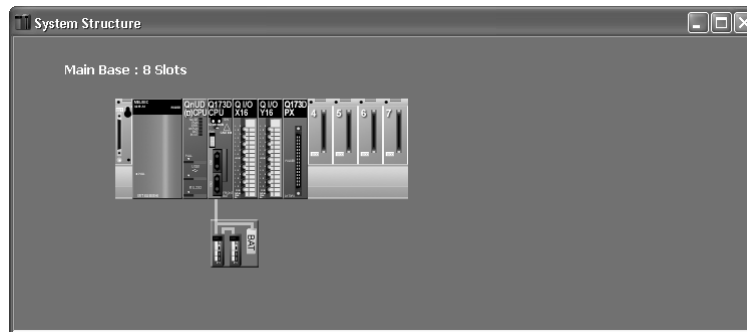 System Structure
Main Base : 8 Slots
QnUD Q173D Q I/O Q I/O Q173D
(H)CPU CPU X16 Y16 PX
4 5 6 7
BAT